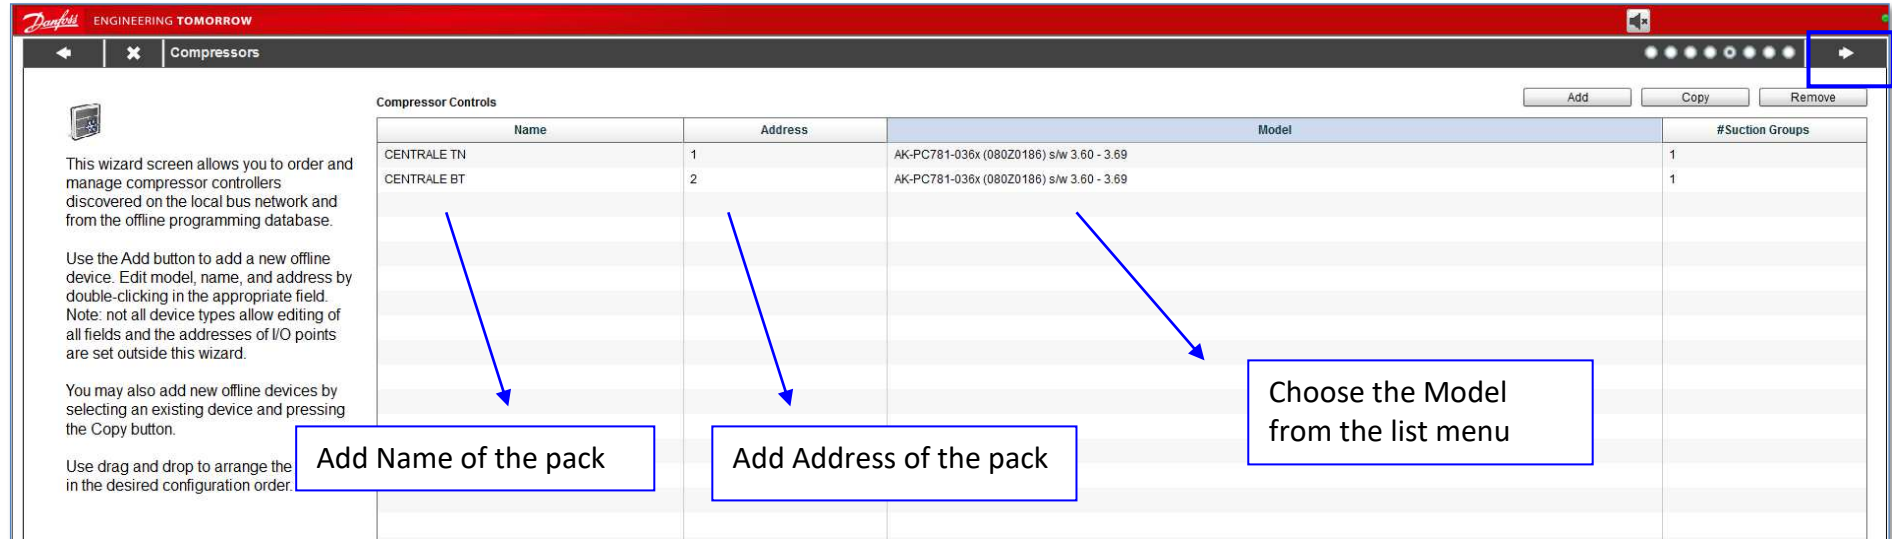 Danfoss ENGINEERING TOMORROW
Compressors
Compressor Controls
Add Copy Remove
Name Address Model #Suction Groups
CENTRALE TN 1 AK-PC781-036x (080Z0186) s/w 3.60 - 3.69 1
CENTRALE BT 2 AK-PC781-036x (080Z0186) s/w 3.60 - 3.69 1
This wizard screen allows you to order and
manage compressor controllers
discovered on the local bus network and
from the offline programming database.
Use the Add button to add a new offline
device. Edit model, name, and address by
double-clicking in the appropriate field.
Note: not all device types allow editing of
all fields and the addresses of I/O points
are set outside this wizard.
You may also add new offline devices by
selecting an existing device and pressing
the Copy button.
Use drag and drop to arrange the
in the desired configuration order.
Add Name of the pack
Add Address of the pack
Choose the Model
from the list menu